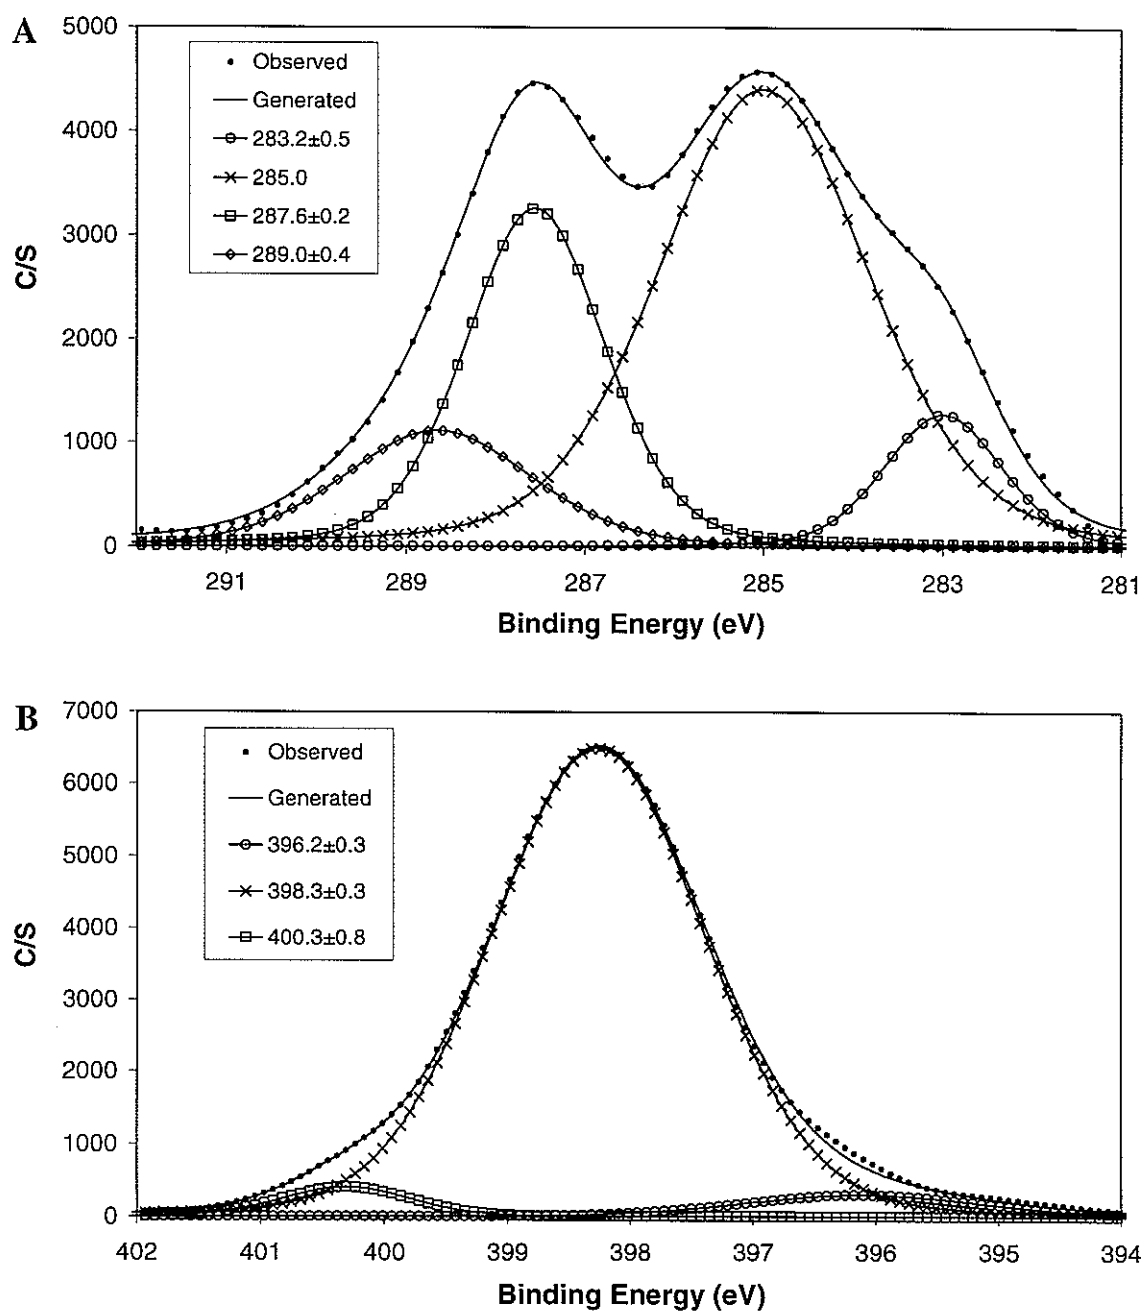 A
5000
4000
3000
2000
1000
0
C/S
Observed
Generated
283.2±0.5
285.0
287.6±0.2
289.0±0.4
291 289 287 285 283 281
Binding Energy (eV)
B
7000
6000
5000
4000
3000
2000
1000
0
C/S
Observed
Generated
396.2±0.3
398.3±0.3
400.3±0.8
402 401 400 399 398 397 396 395 394
Binding Energy (eV)